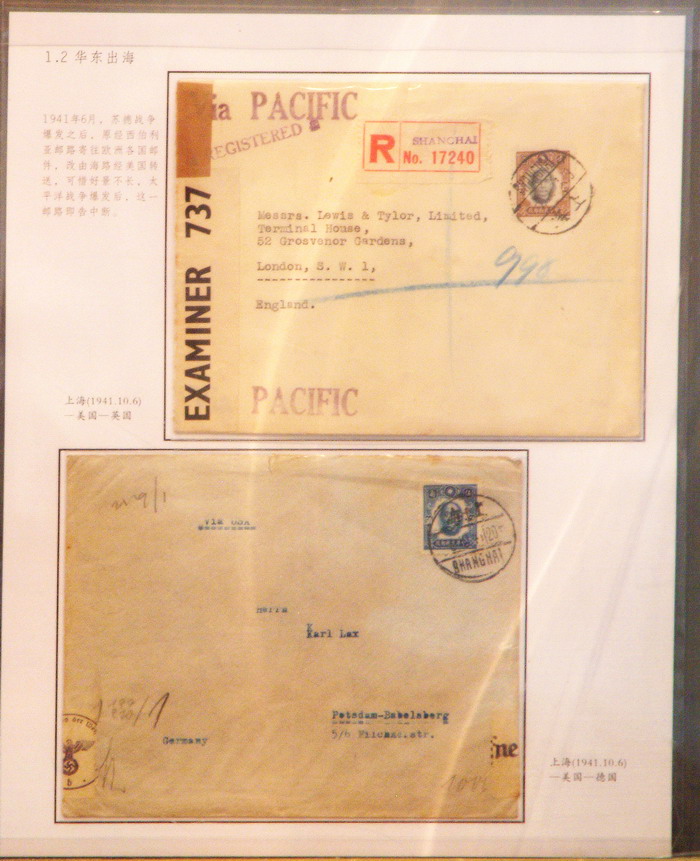 1.2 华东出海
1941年6月，苏德战争
爆发之后，原经西伯利
亚邮路寄往欧洲各国邮
件，改由海路经美国转
送。可惜好景不长，太
平洋战争爆发后，这一
邮路即告中断。
via PACIFIC
REGISTERED
R SHANGHAI
No. 17240
EXAMINER 737
Messrs. Lewis & Tylor, Limited,
Terminal House,
52 Grosvenor Gardens,
London, S. W. 1,
England.
PACIFIC
上海(1941.10.6)
—美国—英国
Via USA
SHANGHAI
Herrn
Karl Lax
Potsdam-Babelsberg
5/6
Germany
ne
b
上海(1941.10.6)
—美国—德国